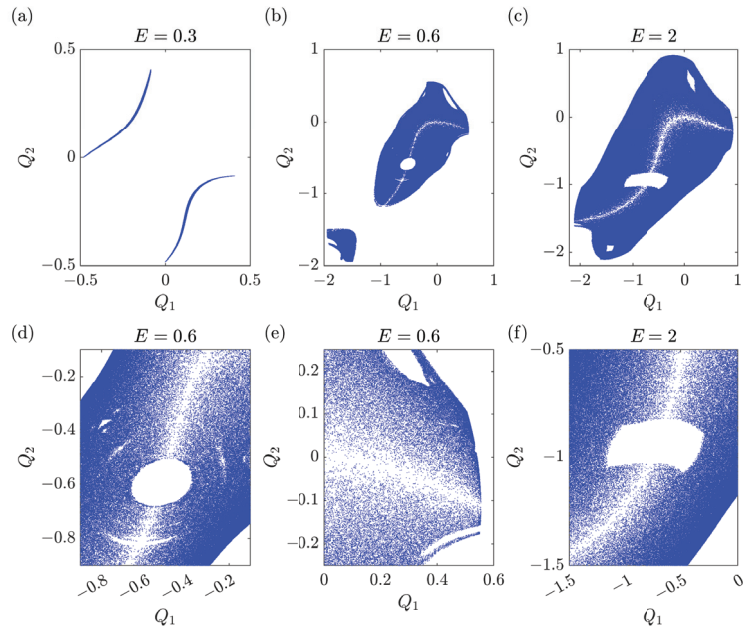 (a)
E = 0.3
0.5
0
−0.5
−0.5
0
0.5
Q₂
Q₁
(b)
E = 0.6
1
0
−1
−2
−2
−1
0
1
Q₂
Q₁
(c)
E = 2
1
0
−1
−2
−2
−1
0
1
Q₂
Q₁
(d)
E = 0.6
−0.2
−0.4
−0.6
−0.8
−0.8
−0.6
−0.4
−0.2
Q₂
Q₁
(e)
E = 0.6
0.2
0.1
0
−0.1
−0.2
0
0.2
0.4
0.6
Q₂
Q₁
(f)
E = 2
−0.5
−1
−1.5
−1.5
−1
−0.5
0
Q₂
Q₁